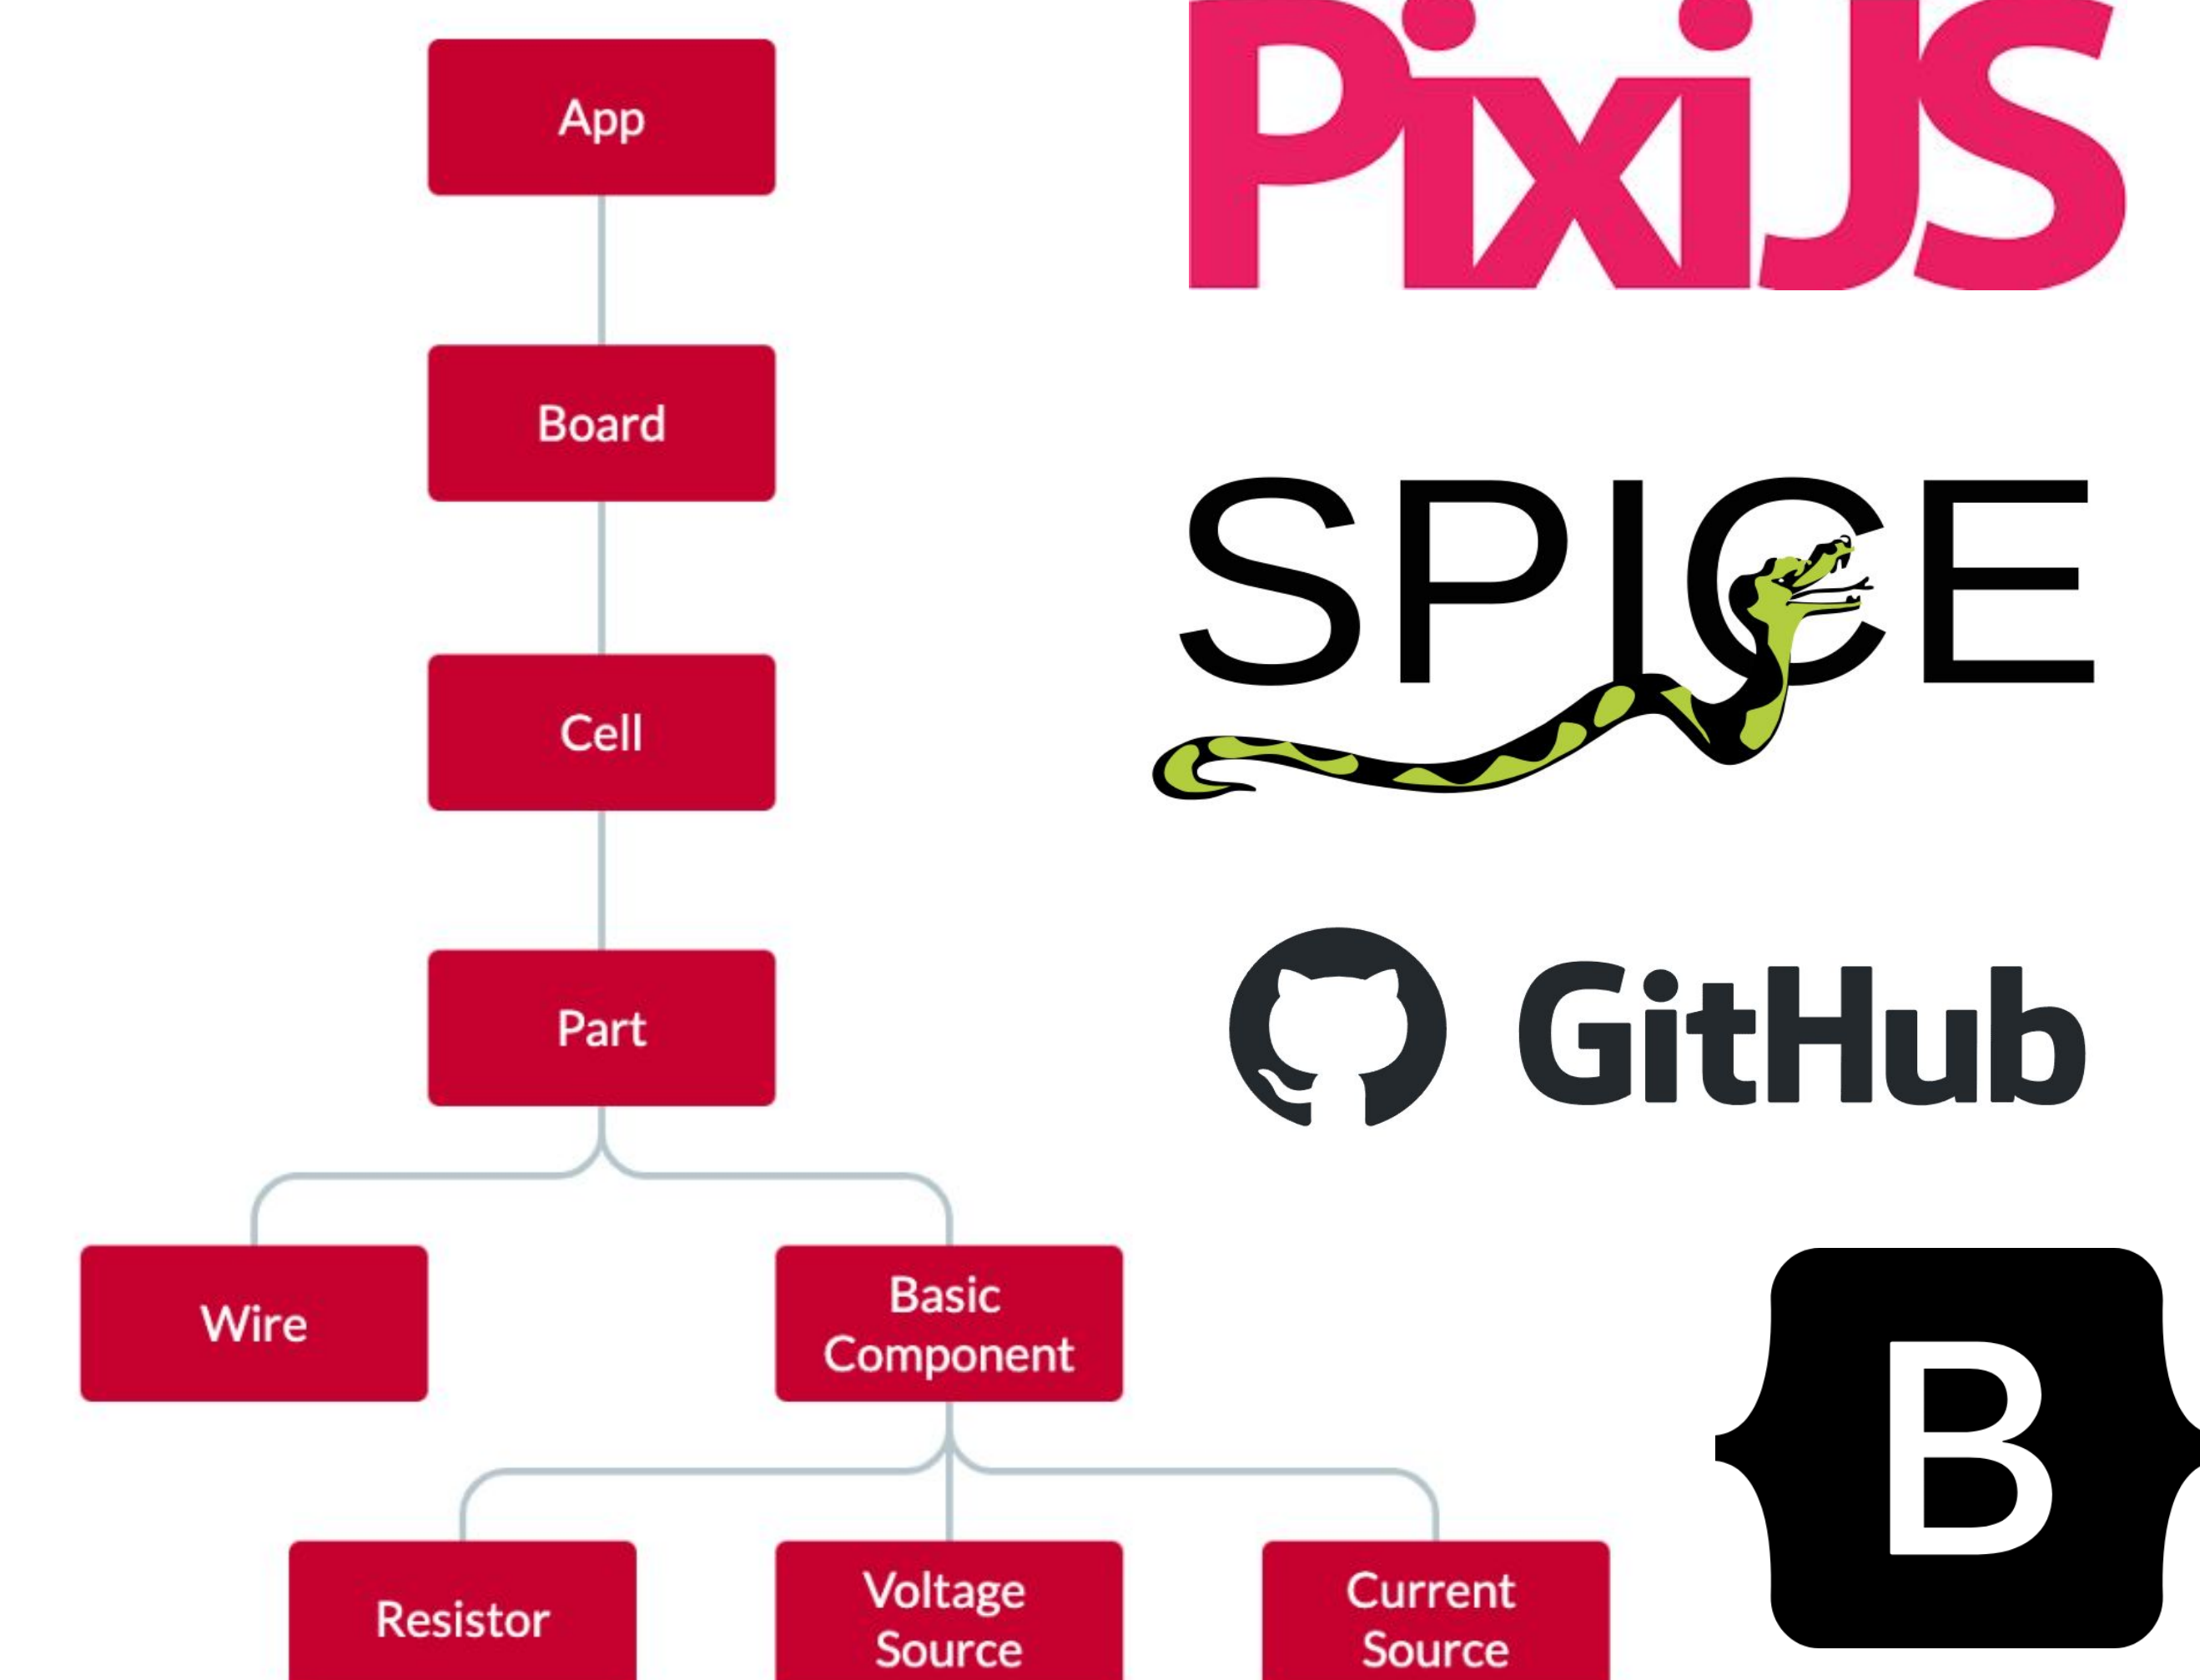 App
Board
Cell
Part
Wire
Basic
Component
Resistor
Voltage
Source
Current
Source
PixiJS
SPICE
GitHub
B